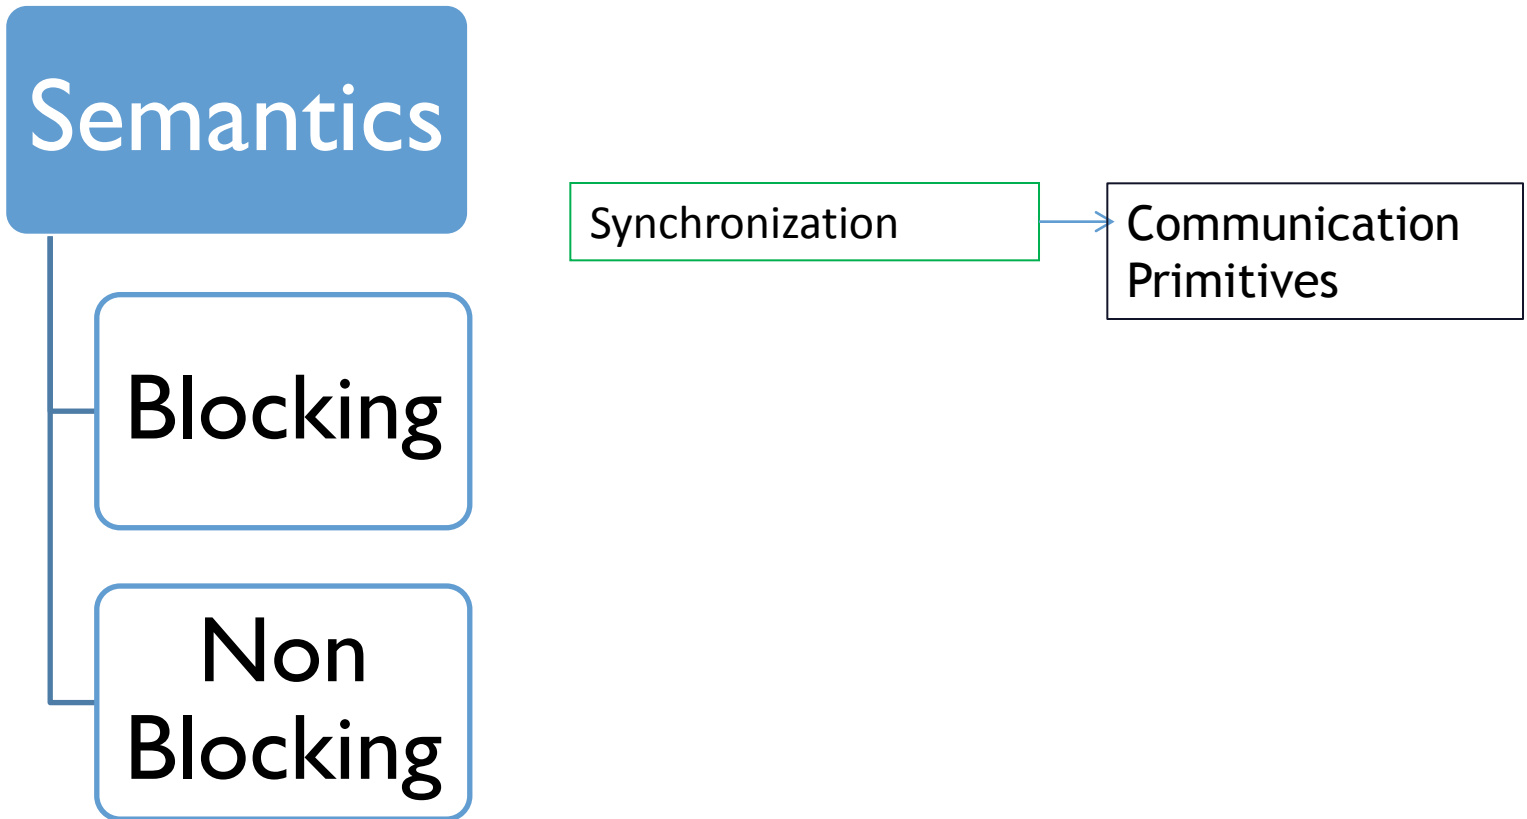 Semantics
Synchronization
Communication
Primitives
Blocking
Non
Blocking